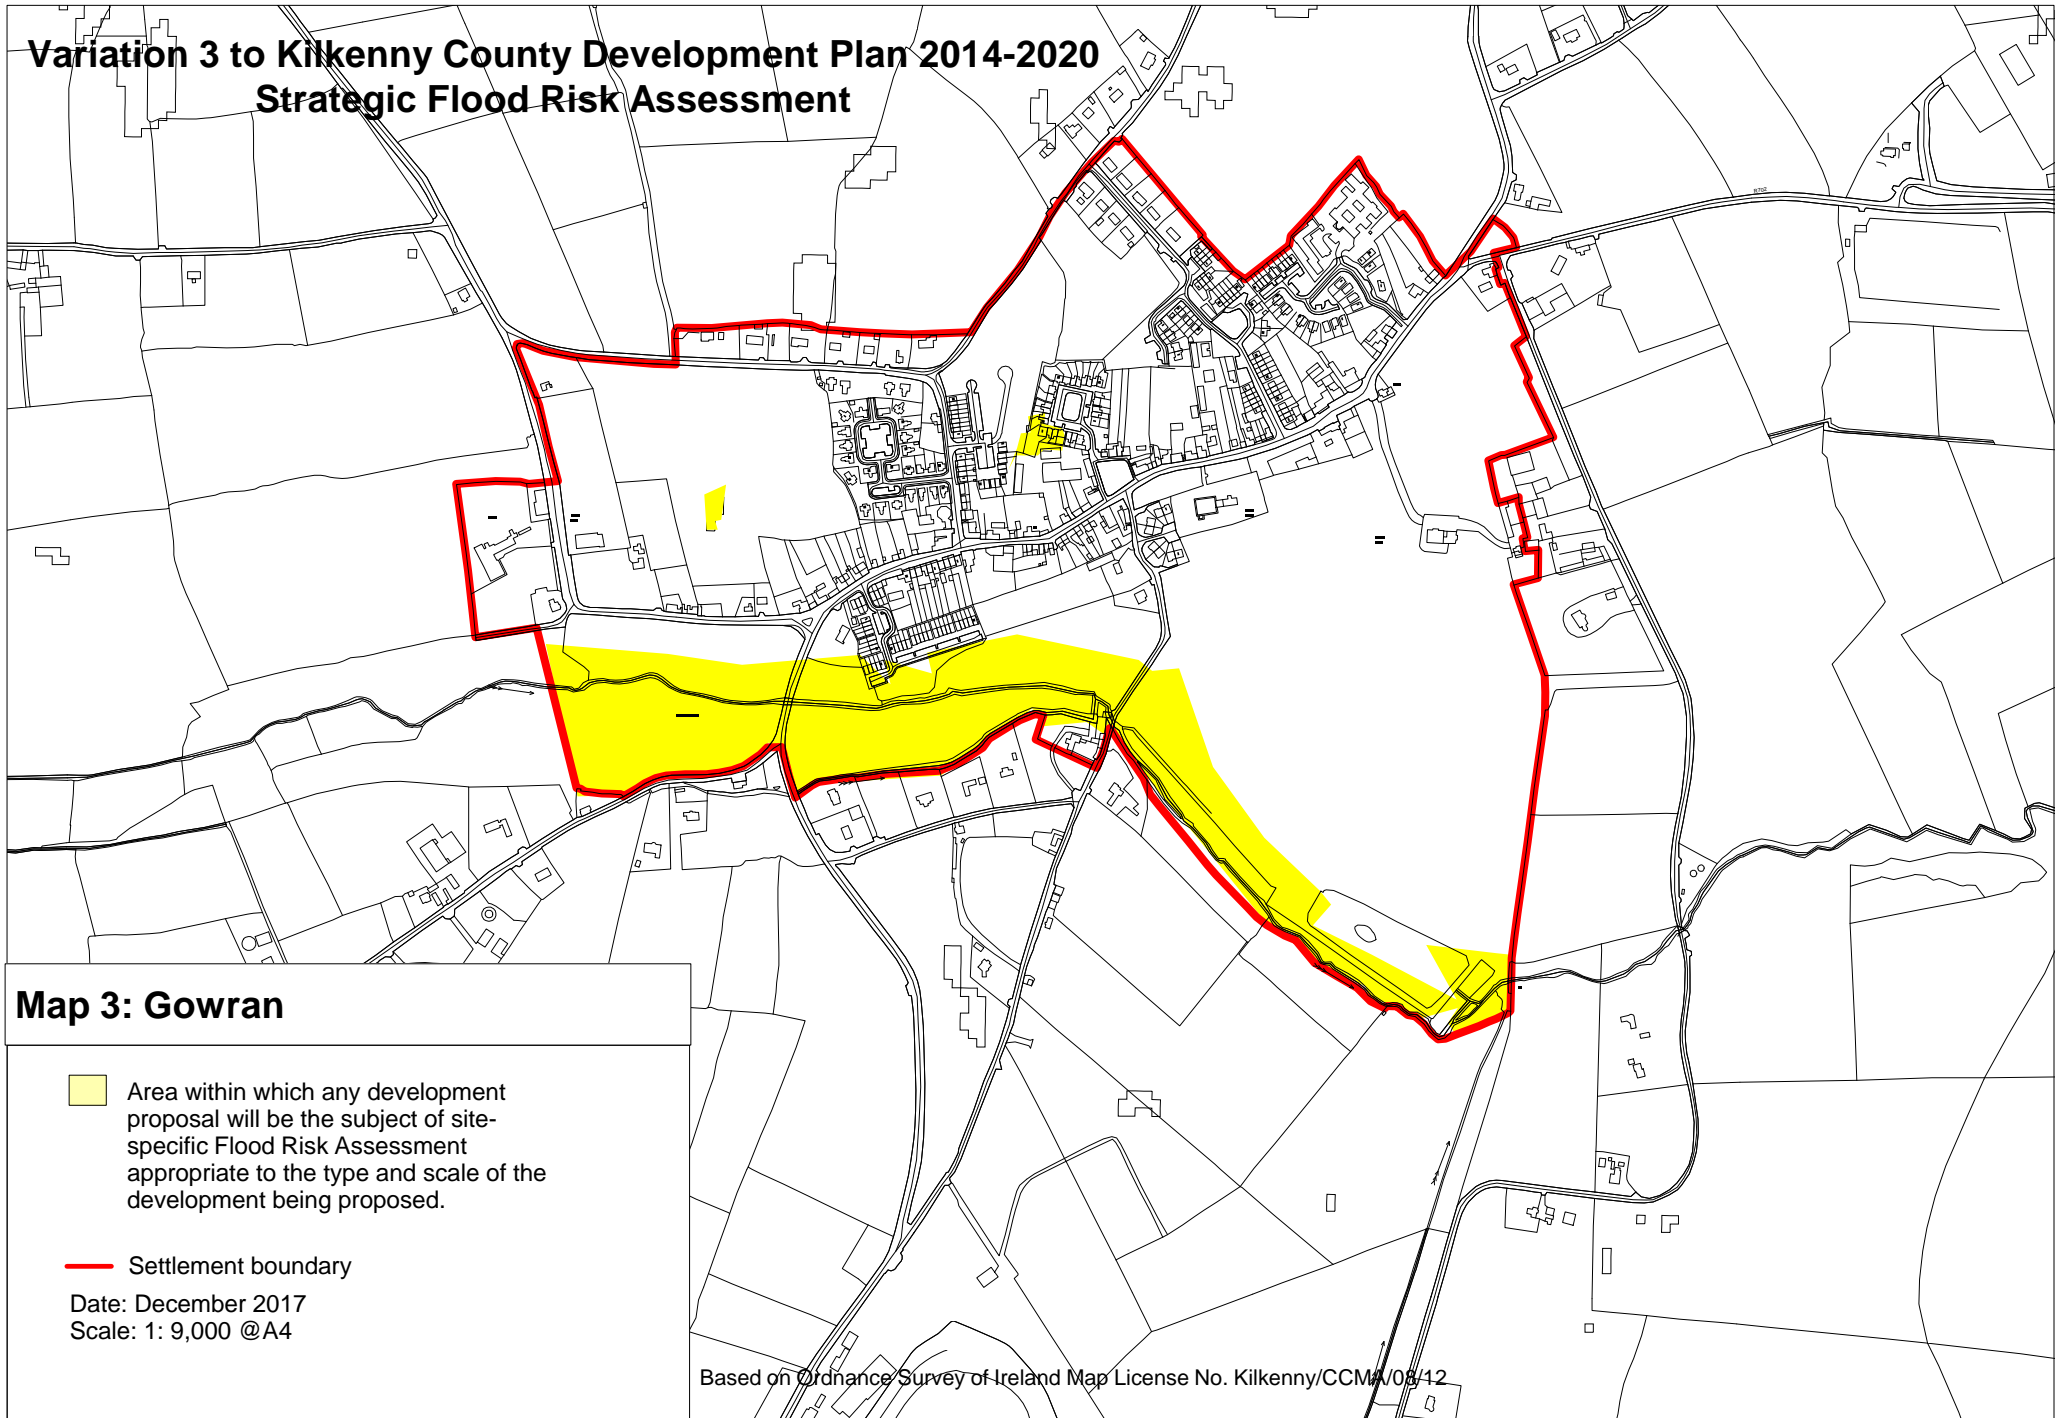 Variation 3 to Kilkenny County Development Plan 2014-2020
Strategic Flood Risk Assessment
R702
Map 3: Gowran
Area within which any development
proposal will be the subject of site-
specific Flood Risk Assessment
appropriate to the type and scale of the
development being proposed.
Settlement boundary
Date: December 2017
Scale: 1: 9,000 @A4
Based on Ordnance Survey of Ireland Map License No. Kilkenny/CCMA/08/12